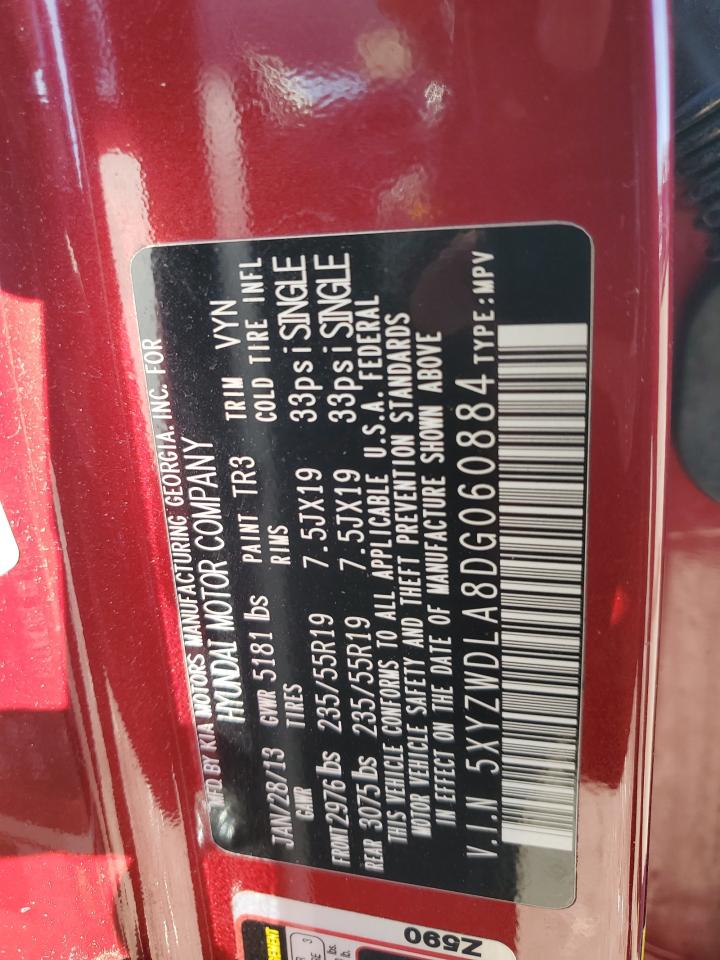 MFD. BY KIA MOTORS MANUFACTURING GEORGIA, INC. FOR
HYUNDAI MOTOR COMPANY
JAN/28/13 GVWR 5181 lbs PAINT TR3 TRIM VYN
GAWR TIRES RIMS COLD TIRE INFL
FRONT 2976 lbs 235/55R19 7.5JX19 33psi SINGLE
REAR 3075 lbs 235/55R19 7.5JX19 33psi SINGLE
THIS VEHICLE CONFORMS TO ALL APPLICABLE U.S.A. FEDERAL
MOTOR VEHICLE SAFETY AND THEFT PREVENTION STANDARDS
IN EFFECT ON THE DATE OF MANUFACTURE SHOWN ABOVE
V.I.N 5XYZWDLA8DG060884 TYPE:MPV
Z590